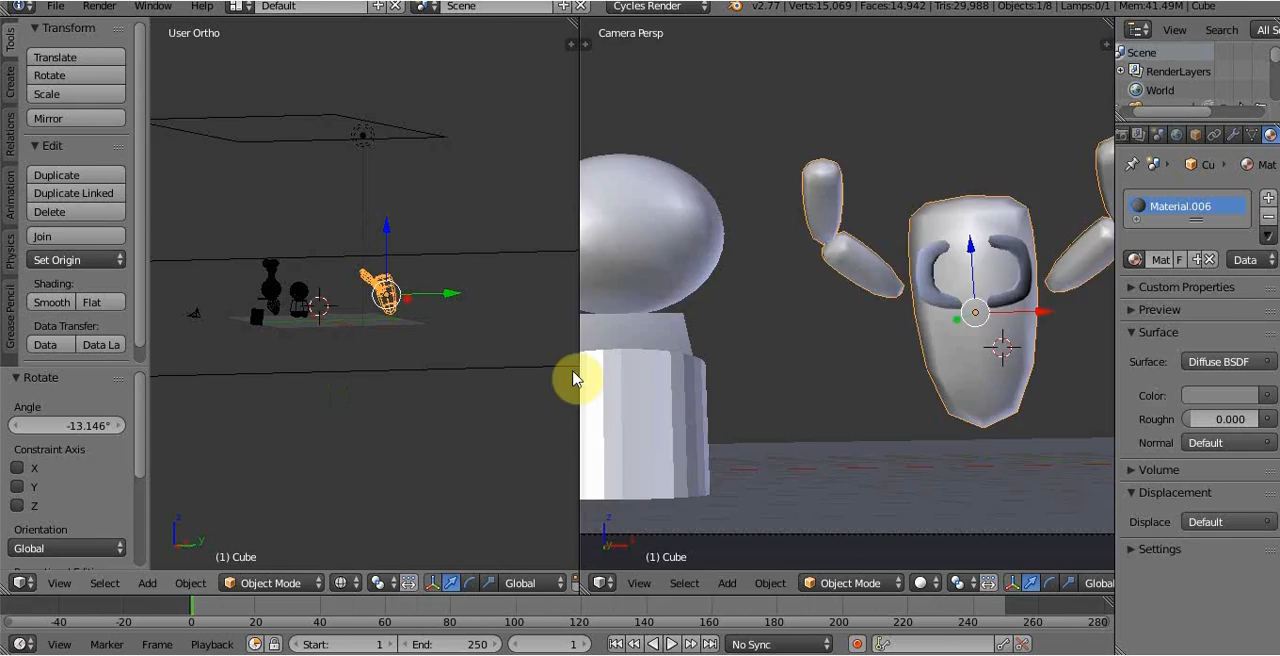 File Render Window Help Default Scene Cycles Render v2.77 | Verts:15,069 | Faces:14,942 | Tris:29,988 | Objects:1/8 | Lamps:0/1 | Mem:41.49M | Cube
Tools
Create
Relations
Animation
Physics
Grease Pencil
Transform
Translate
Rotate
Scale
Mirror
Edit
Duplicate
Duplicate Linked
Delete
Join
Set Origin
Shading:
Smooth Flat
Data Transfer:
Data Data La
Rotate
Angle
-13.146°
Constraint Axis
X
Y
Z
Orientation
Global
User Ortho
z
y
(1) Cube
View Select Add Object Object Mode Global
Camera Persp
z
(1) Cube
View Select Add Object Object Mode Global
View Search All S
Scene
RenderLayers
World
Cu Mat
Material.006
Mat F Data
Custom Properties
Preview
Surface
Surface: Diffuse BSDF
Color:
Roughn 0.000
Normal Default
Volume
Displacement
Displace Default
Settings
-40 -20 0 20 40 60 80 100 120 140 160 180 200 220 240 260 280
View Marker Frame Playback Start: 1 End: 250 1 No Sync